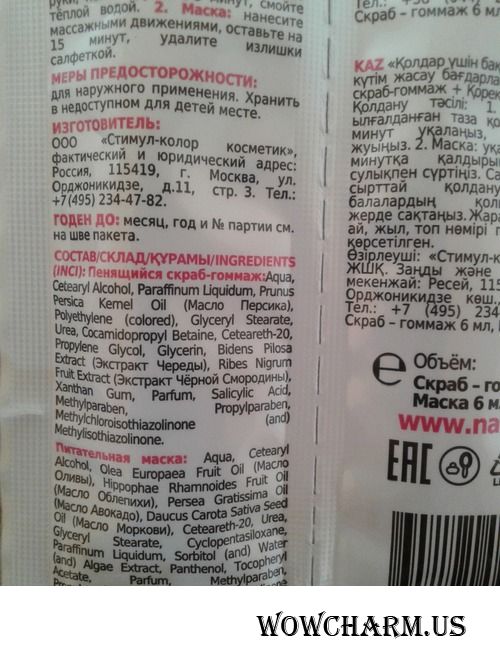 тёплой водой. 2. Маска: нанесите
массажными движениями, оставьте на
15 минут, удалите излишки
салфеткой.
МЕРЫ ПРЕДОСТОРОЖНОСТИ:
для наружного применения. Хранить
в недоступном для детей месте.
ИЗГОТОВИТЕЛЬ:
ООО «Стимул-колор косметик»,
фактический и юридический адрес:
Россия, 115419, г. Москва, ул.
Орджоникидзе, д.11, стр. 3. Тел.:
+7(495) 234-47-82.
ГОДЕН ДО: месяц, год и № партии см.
на шве пакета.
СОСТАВ/СКЛАД/ҚҰРАМЫ/INGREDIENTS
(INCI): Пенящийся скраб-гоммаж:Aqua,
Cetearyl Alcohol, Paraffinum Liquidum, Prunus
Persica Kernel Oil (Масло Персика),
Polyethylene (colored), Glyceryl Stearate,
Urea, Cocamidopropyl Betaine, Ceteareth-20,
Propylene Glycol, Glycerin, Bidens Pilosa
Extract (Экстракт Череды), Ribes Nigrum
Fruit Extract (Экстракт Чёрной Смородины),
Xanthan Gum, Parfum, Salicylic Acid,
Methylparaben, Propylparaben,
Methylchloroisothiazolinone (and)
Methylisothiazolinone.
Питательная маска: Aqua, Cetearyl
Alcohol, Olea Europaea Fruit Oil (Масло
Оливы), Hippophae Rhamnoides Fruit Oil
(Масло Облепихи), Persea Gratissima Oil
(Масло Авокадо), Daucus Carota Sativa Seed
Oil (Масло Моркови), Ceteareth-20, Urea,
Glyceryl Stearate, Cyclopentasiloxane,
Paraffinum Liquidum, Sorbitol (and) Water
(and) Algae Extract, Panthenol, Tocopheryl
Acetate, Parfum, Methylparaben,
Скраб – гоммаж 6 мл
KAZ «Қолдар үшін
күтім жасау
скраб-гоммаж +
Қолдану тәсілі: 1.
ылғалданған таза
минут уқалаңыз,
жуыңыз. 2. Маска:
минутқа
сулықпен сүртіңіз.
сырттай
балалардың
жерде сақтаңыз.
ай, жыл, топ нөмірі
көрсетілген.
Өзірлеуші: «Стимул-
ЖШҚ. Заңды және
мекенжай: Ресей, 115
Орджоникидзе көш.,
Тел.: +7 (495) 234
Скраб – гоммаж 6 мл,
e Объём:
Скраб – го
Маска 6 м
www.na
EAC
WOWCHARM.US